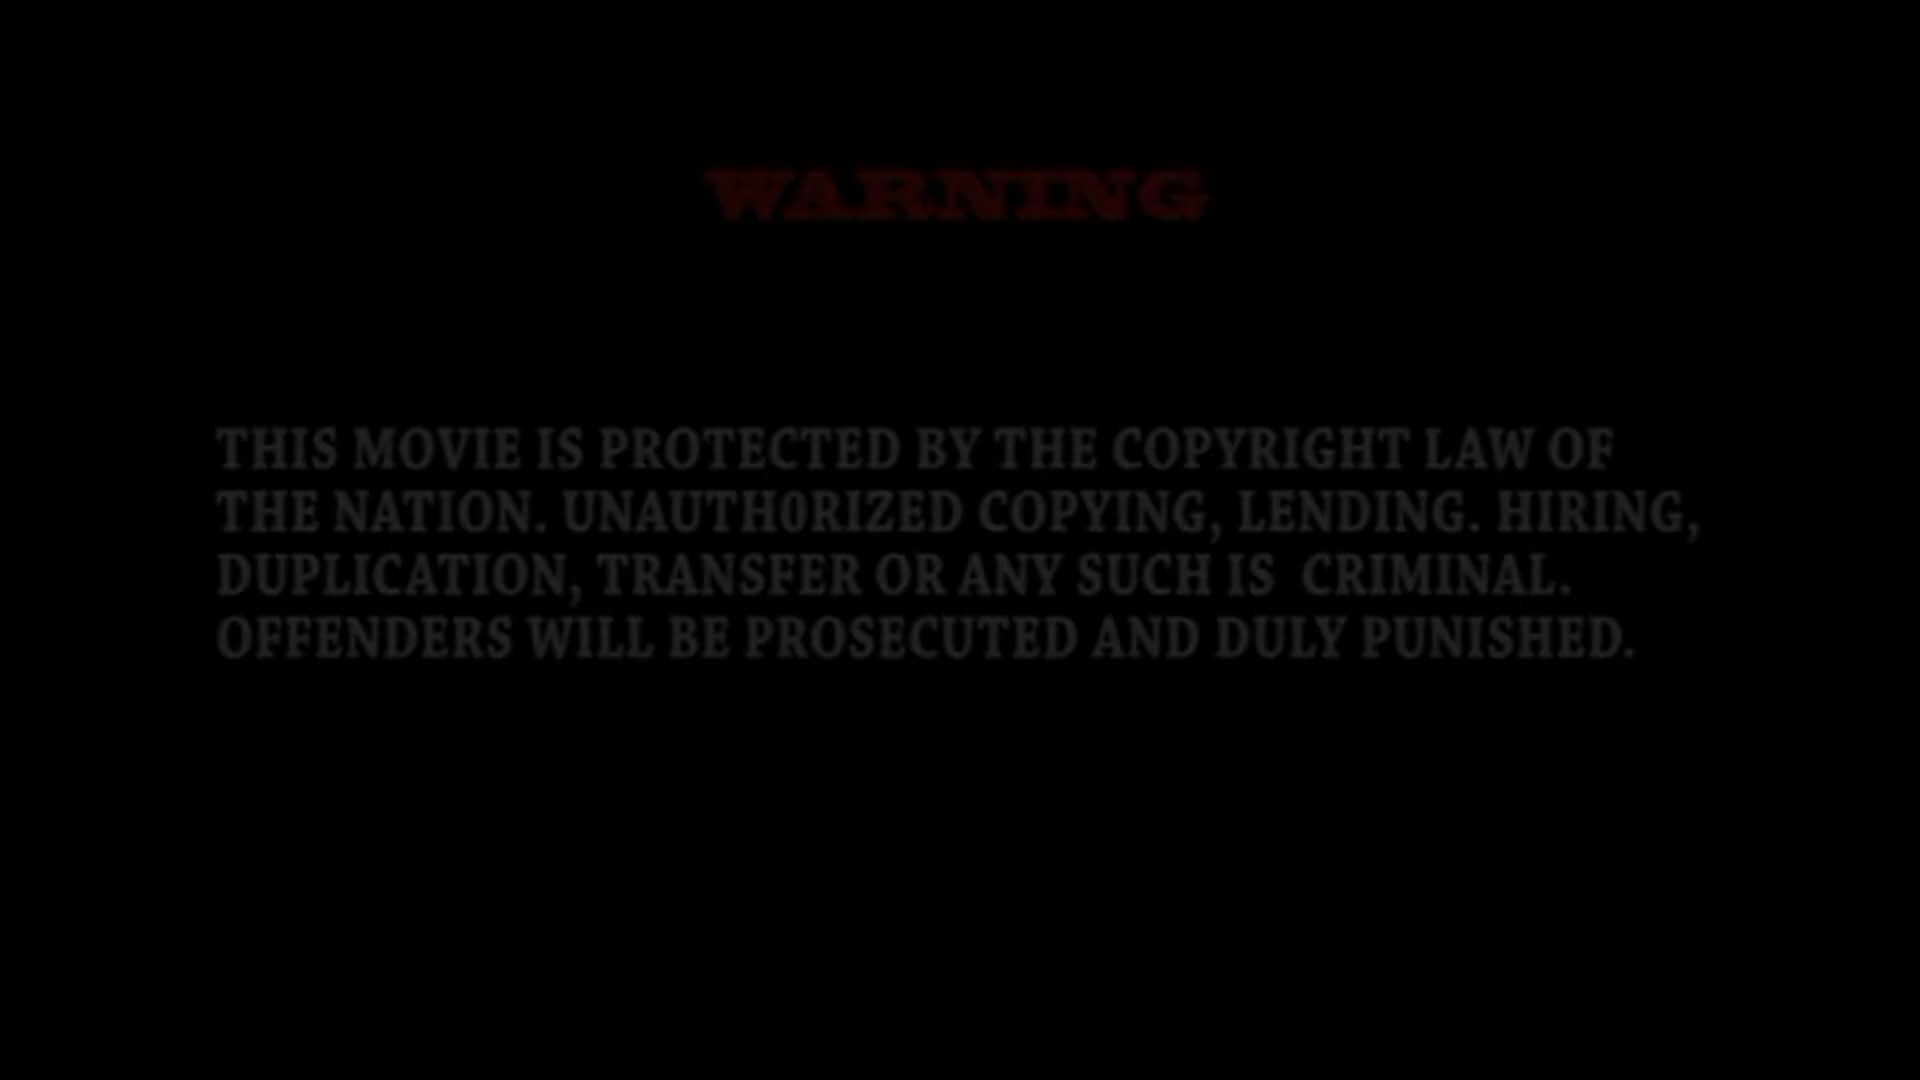 WARNING
THIS MOVIE IS PROTECTED BY THE COPYRIGHT LAW OF
THE NATION. UNAUTH0RIZED COPYING, LENDING. HIRING,
DUPLICATION, TRANSFER OR ANY SUCH IS CRIMINAL.
OFFENDERS WILL BE PROSECUTED AND DULY PUNISHED.